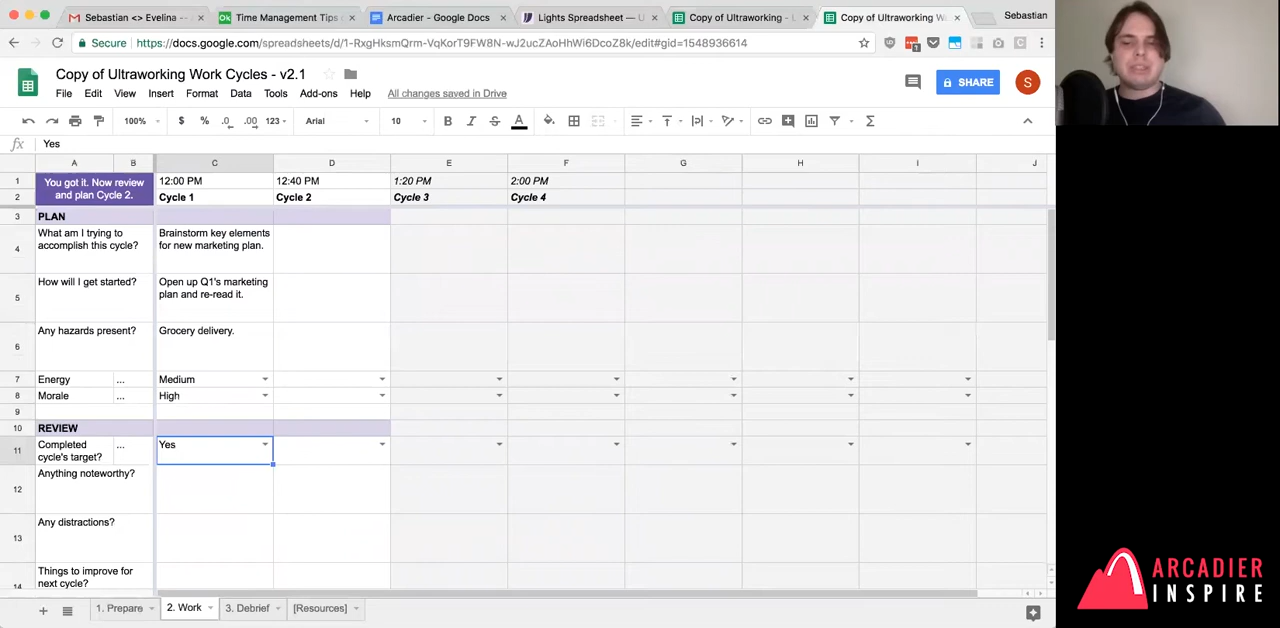 Sebastian <> Evelina --
Time Management Tips
Arcadier - Google Docs
Lights Spreadsheet — U
Copy of Ultraworking -
Copy of Ultraworking W
Sebastian
Secure
https://docs.google.com/spreadsheets/d/1-RxgHksmQrm-VqKorT9FW8N-wJ2ucZAoHhWi6DcoZ8k/edit#gid=1548936614
Copy of Ultraworking Work Cycles - v2.1
File Edit View Insert Format Data Tools Add-ons Help All changes saved in Drive
SHARE
S
100% $ % .0 .00 123 Arial 10 B I S A
fx Yes
A B C D E F G H I J
1 You got it. Now review 12:00 PM 12:40 PM 1:20 PM 2:00 PM
2 and plan Cycle 2. Cycle 1 Cycle 2 Cycle 3 Cycle 4
3 PLAN
4 What am I trying to
accomplish this cycle?
Brainstorm key elements
for new marketing plan.
5 How will I get started?
Open up Q1's marketing
plan and re-read it.
6 Any hazards present? Grocery delivery.
7 Energy ... Medium
8 Morale ... High
9
10 REVIEW
11 Completed
cycle's target?
... Yes
12 Anything noteworthy?
13 Any distractions?
14 Things to improve for
next cycle?
1. Prepare 2. Work 3. Debrief [Resources]
ARCADIER
INSPIRE